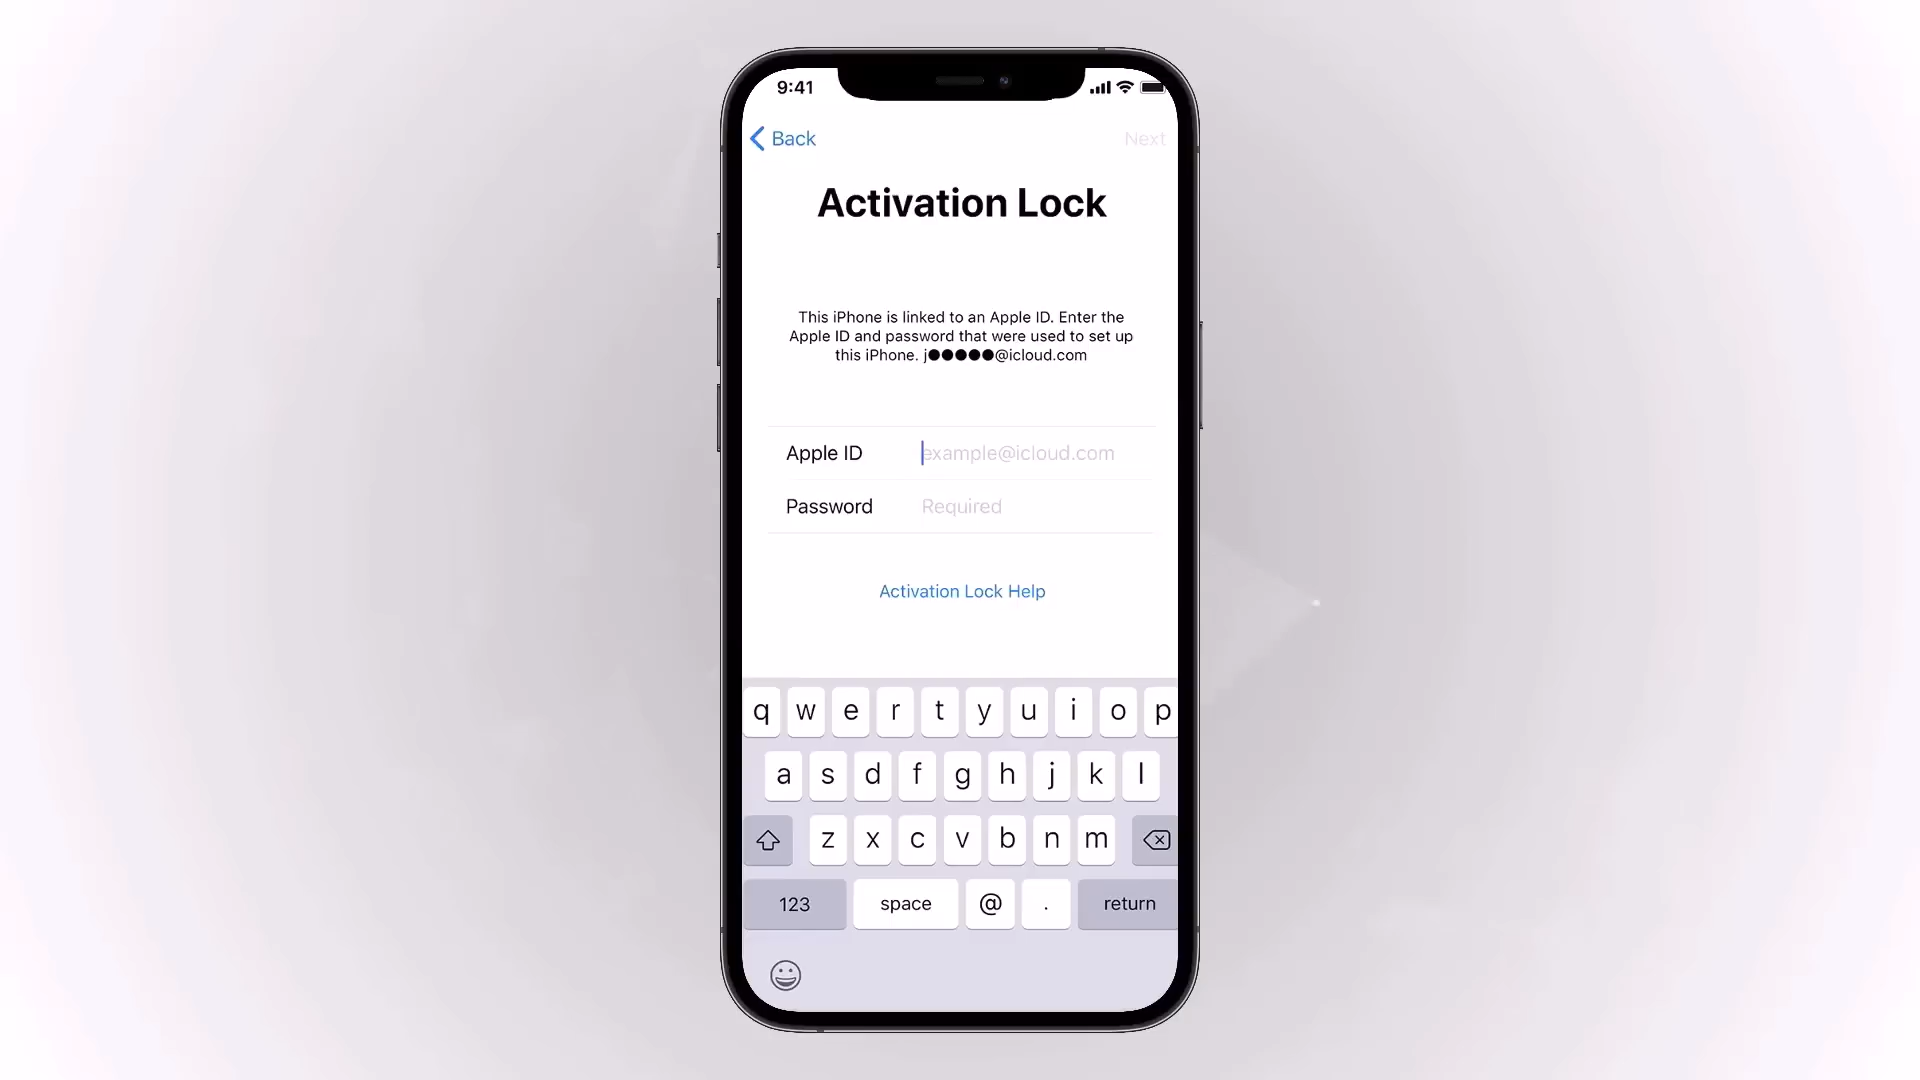 9:41
Back Next
Activation Lock
This iPhone is linked to an Apple ID. Enter the
Apple ID and password that were used to set up
this iPhone. j●●●●●@icloud.com
Apple ID example@icloud.com
Password Required
Activation Lock Help
q w e r t y u i o p
a s d f g h j k l
z x c v b n m
123 space @ . return